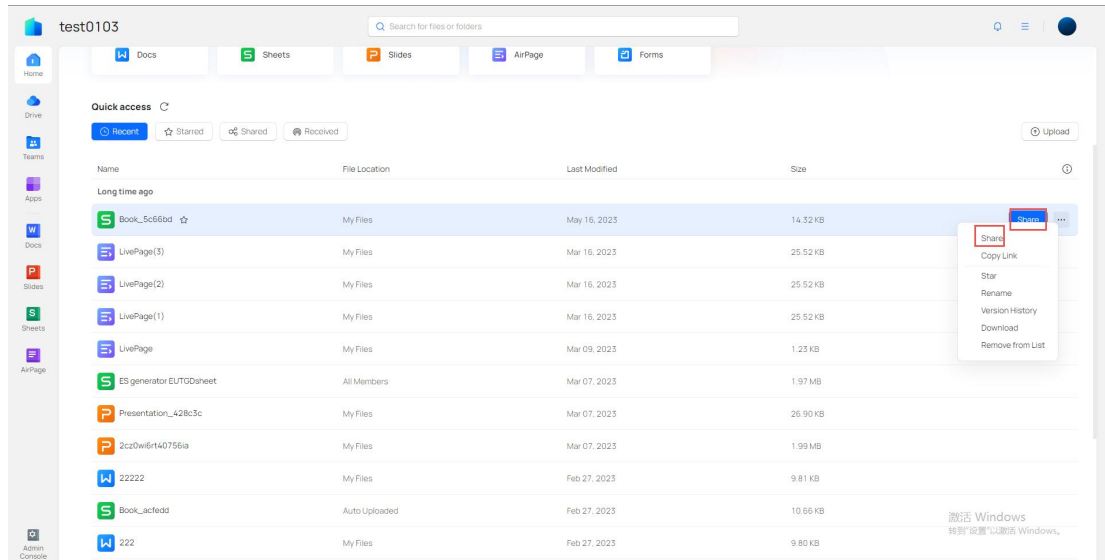 test0103
Search for files or folders
Home
Drive
Teams
Apps
Docs
Slides
Sheets
AirPage
Admin
Console
Docs
Sheets
Slides
AirPage
Forms
Quick access
Recent
Starred
Shared
Received
Upload
Name File Location Last Modified Size
Long time ago
Book_5c66bd My Files May 16, 2023 14.32 KB Share ...
LivePage(3) My Files Mar 16, 2023 25.52 KB
LivePage(2) My Files Mar 16, 2023 25.52 KB
LivePage(1) My Files Mar 16, 2023 25.52 KB
LivePage My Files Mar 09, 2023 1.23 KB
ES generator EUTGDsheet All Members Mar 07, 2023 1.97 MB
Presentation_428c3c My Files Mar 07, 2023 26.90 KB
2cz0wi6rt40756ia My Files Mar 07, 2023 1.99 MB
22222 My Files Feb 27, 2023 9.81 KB
Book_acfedd Auto Uploaded Feb 27, 2023 10.66 KB
222 My Files Feb 27, 2023 9.80 KB
Share
Copy Link
Star
Rename
Version History
Download
Remove from List
激活 Windows
转到"设置"以激活 Windows。